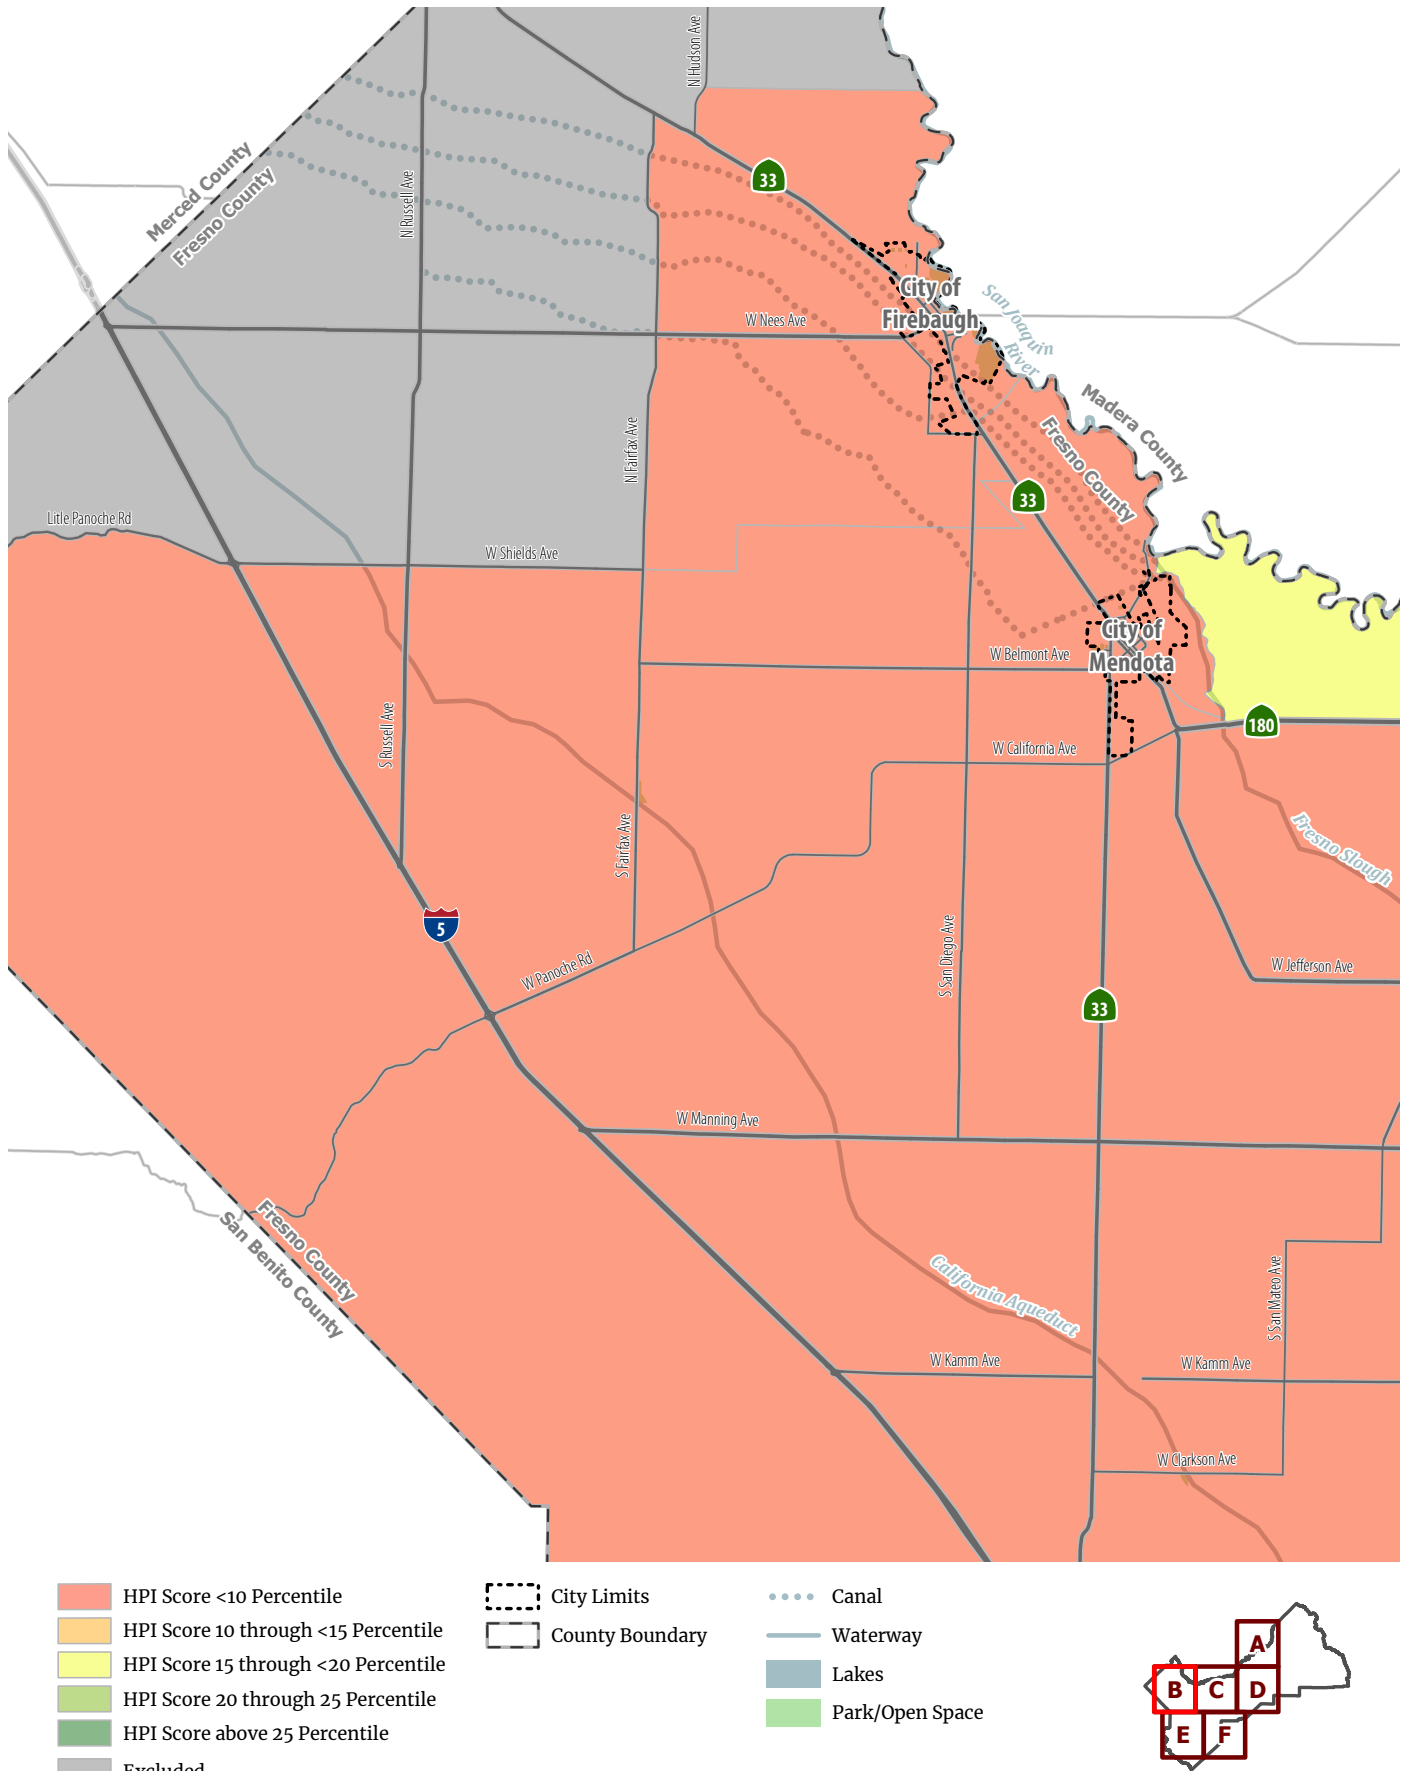 N Hudson Ave
Merced County
Fresno County
N Russell Ave
33
City of
Firebaugh
San Joaquin
River
W Nees Ave
Madera County
Fresno County
N Fairfax Ave
33
Litle Panoche Rd
W Shields Ave
City of
Mendota
W Belmont Ave
S Russell Ave
180
W California Ave
S Fairfax Ave
Fresno Slough
5
W Panoche Rd
S San Diego Ave
W Jefferson Ave
33
W Manning Ave
Fresno County
San Benito County
California Aqueduct
S San Mateo Ave
W Kamm Ave
W Kamm Ave
W Clarkson Ave
HPI Score <10 Percentile
HPI Score 10 through <15 Percentile
HPI Score 15 through <20 Percentile
HPI Score 20 through 25 Percentile
HPI Score above 25 Percentile
Excluded
City Limits
County Boundary
Canal
Waterway
Lakes
Park/Open Space
A
B
C
D
E
F